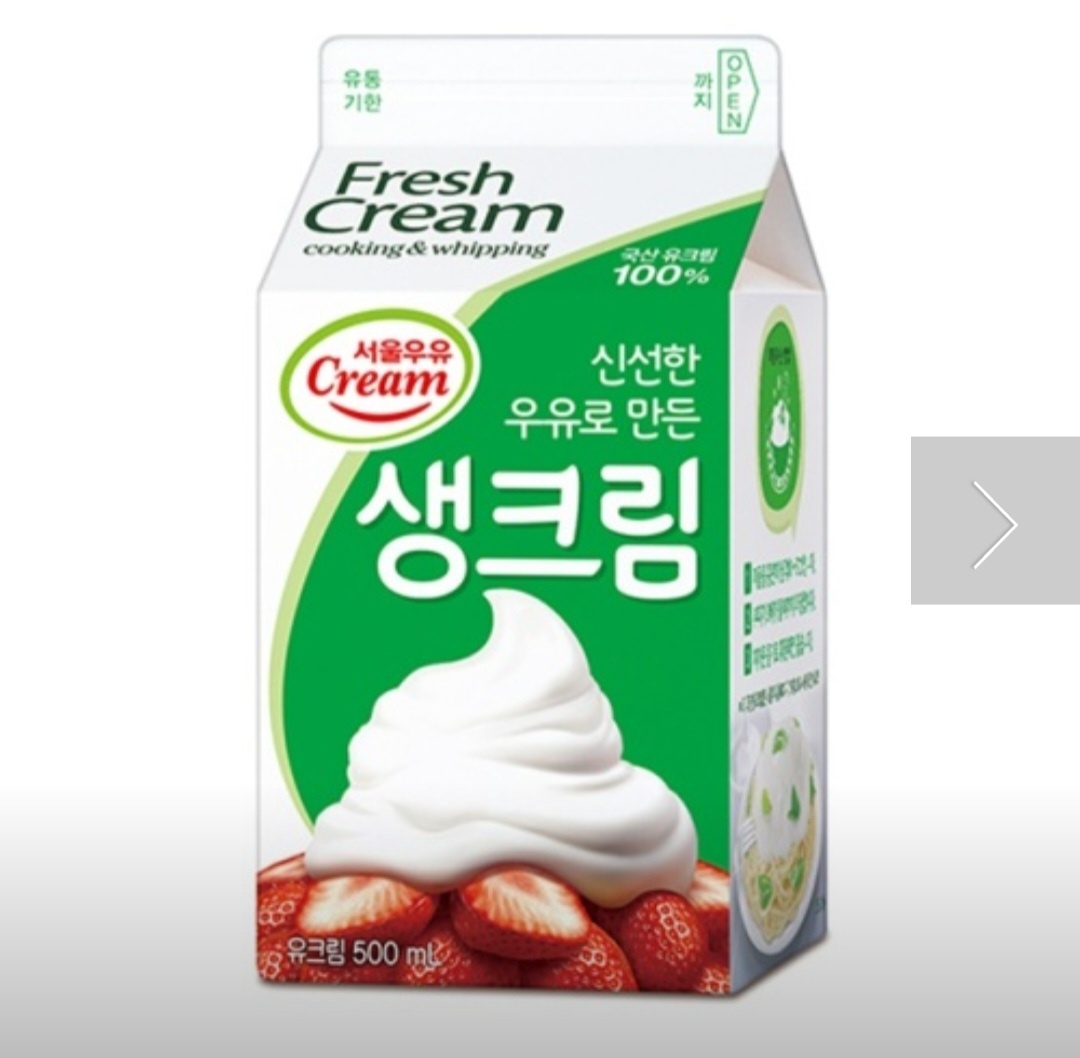 유통
기한
까
지
OPEN
Fresh
Cream
cooking & whipping
국산 유크림
100%
서울우유
Cream
신선한
우유로 만든
생크림
유크림 500 mL